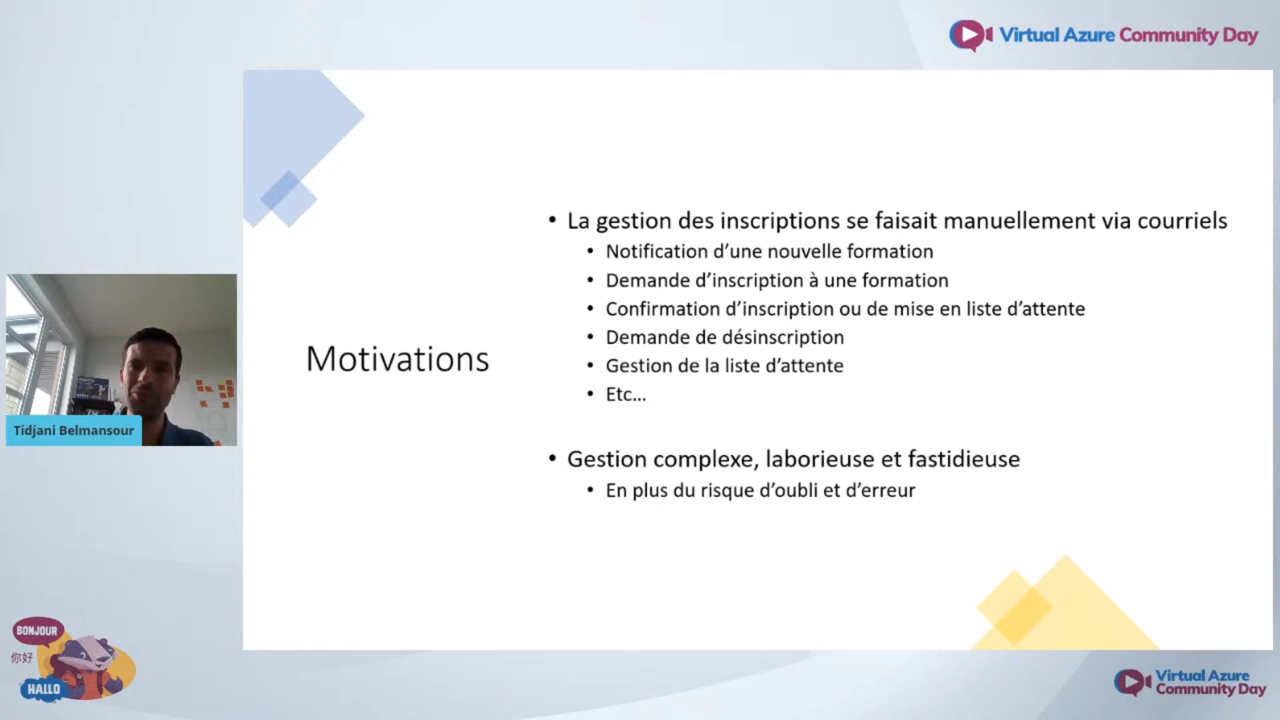 Virtual Azure Community Day
• La gestion des inscriptions se faisait manuellement via courriels
• Notification d’une nouvelle formation
• Demande d’inscription à une formation
• Confirmation d’inscription ou de mise en liste d’attente
• Demande de désinscription
• Gestion de la liste d’attente
• Etc...
Motivations
• Gestion complexe, laborieuse et fastidieuse
• En plus du risque d’oubli et d’erreur
Tidjani Belmansour
BONJOUR
你好
HALLO
Virtual Azure
Community Day